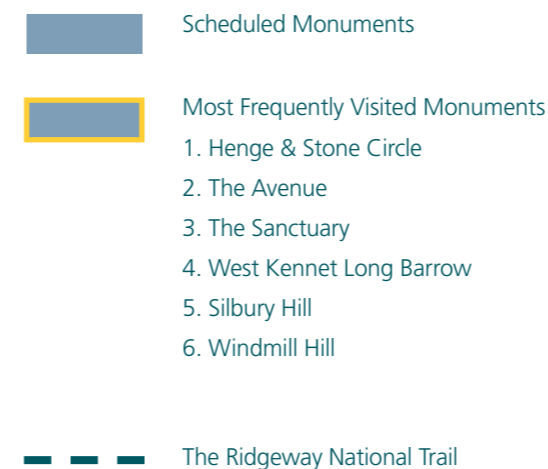 Scheduled Monuments
Most Frequently Visited Monuments
1. Henge & Stone Circle
2. The Avenue
3. The Sanctuary
4. West Kennet Long Barrow
5. Silbury Hill
6. Windmill Hill
The Ridgeway National Trail